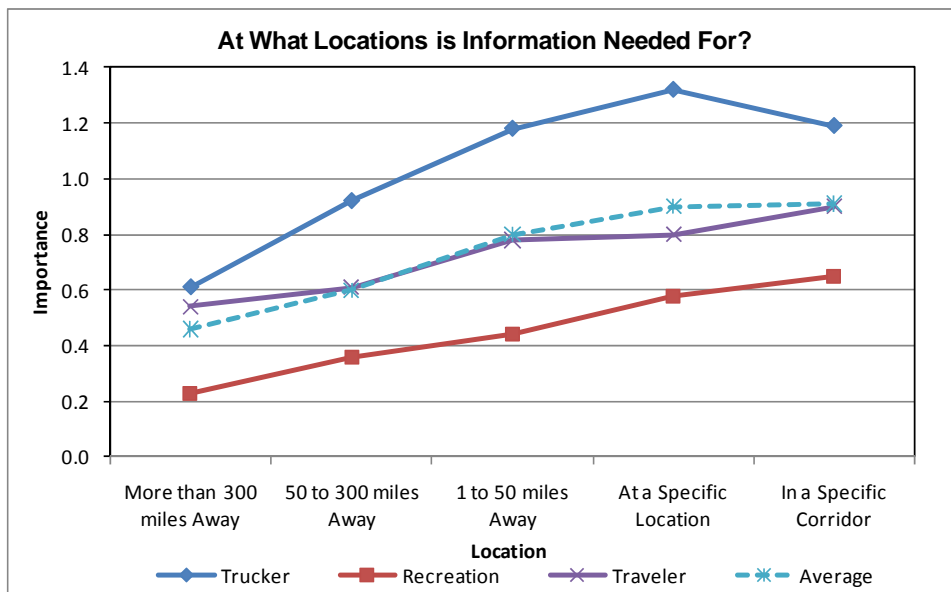 At What Locations is Information Needed For?
1.4
1.2
1.0
0.8
0.6
0.4
0.2
0.0
Importance
More than 300
miles Away
50 to 300 miles
Away
1 to 50 miles
Away
At a Specific
Location
In a Specific
Corridor
Location
Trucker Recreation Traveler Average